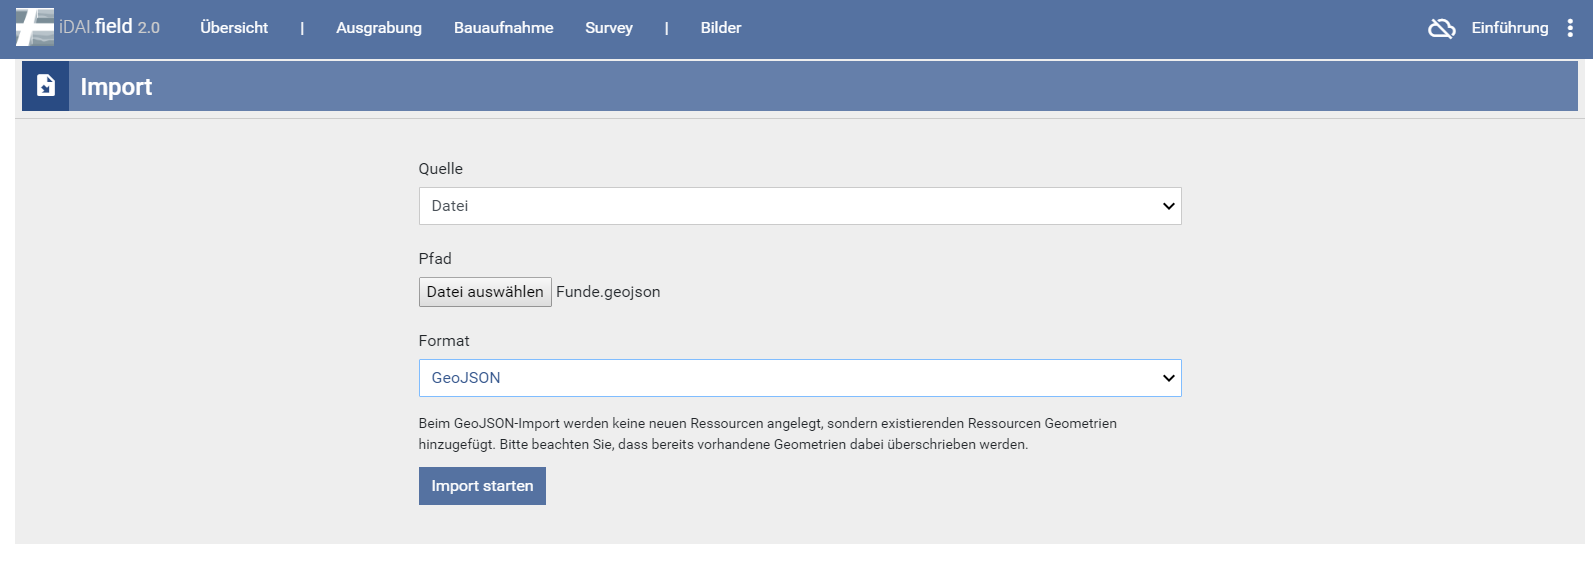 iDAI.field 2.0 Übersicht | Ausgrabung Bauaufnahme Survey | Bilder Einführung
Import
Quelle
Datei
Pfad
Datei auswählen Funde.geojson
Format
GeoJSON
Beim GeoJSON-Import werden keine neuen Ressourcen angelegt, sondern existierenden Ressourcen Geometrien
hinzugefügt. Bitte beachten Sie, dass bereits vorhandene Geometrien dabei überschrieben werden.
Import starten